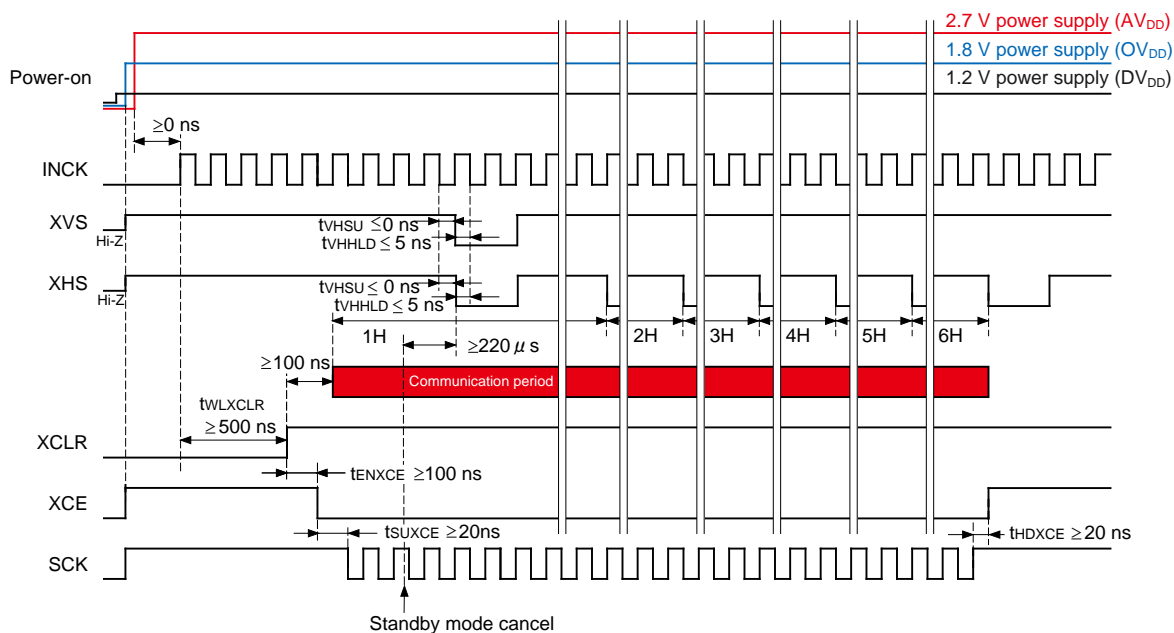 2.7 V power supply (AVDD)
1.8 V power supply (OVDD)
Power-on
1.2 V power supply (DVDD)
≥0 ns
INCK
XVS
Hi-Z
tVHSU ≤0 ns
tVHHLD ≤ 5 ns
XHS
Hi-Z
tVHSU ≤ 0 ns
tVHHLD ≤ 5 ns
1H
2H
3H
4H
5H
6H
≥220 μ s
≥100 ns
Communication period
tWLXCLR
≥500 ns
XCLR
tENXCE ≥100 ns
XCE
tSUXCE ≥20ns
tHDXCE ≥20 ns
SCK
Standby mode cancel